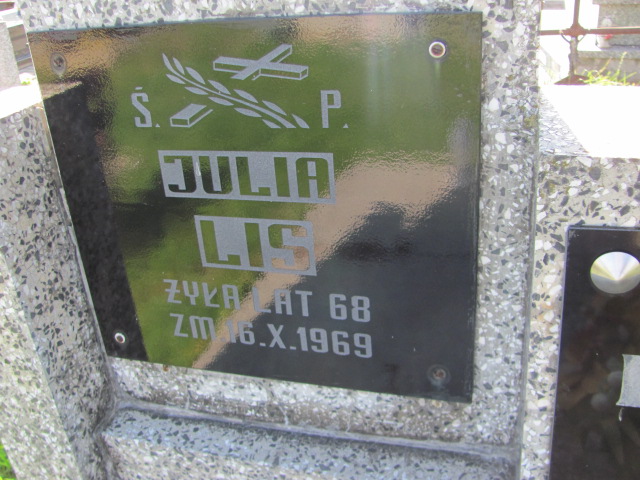 Ś. P.
JULIA
LIS
ŻYŁA LAT 68
ZM 16.X.1969